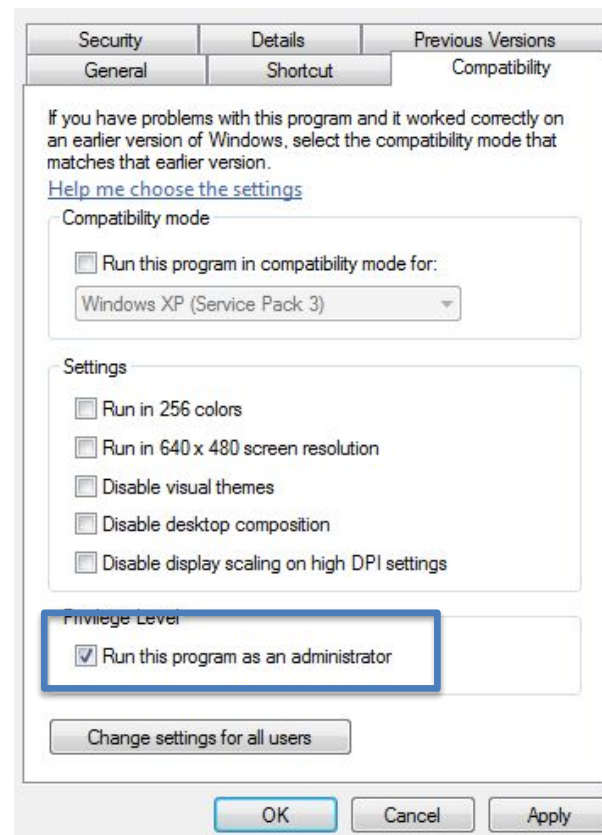 Security Details Previous Versions
General Shortcut Compatibility
If you have problems with this program and it worked correctly on
an earlier version of Windows, select the compatibility mode that
matches that earlier version.
Help me choose the settings
Compatibility mode
Run this program in compatibility mode for:
Windows XP (Service Pack 3)
Settings
Run in 256 colors
Run in 640 x 480 screen resolution
Disable visual themes
Disable desktop composition
Disable display scaling on high DPI settings
Privilege Level
Run this program as an administrator
Change settings for all users
OK Cancel Apply